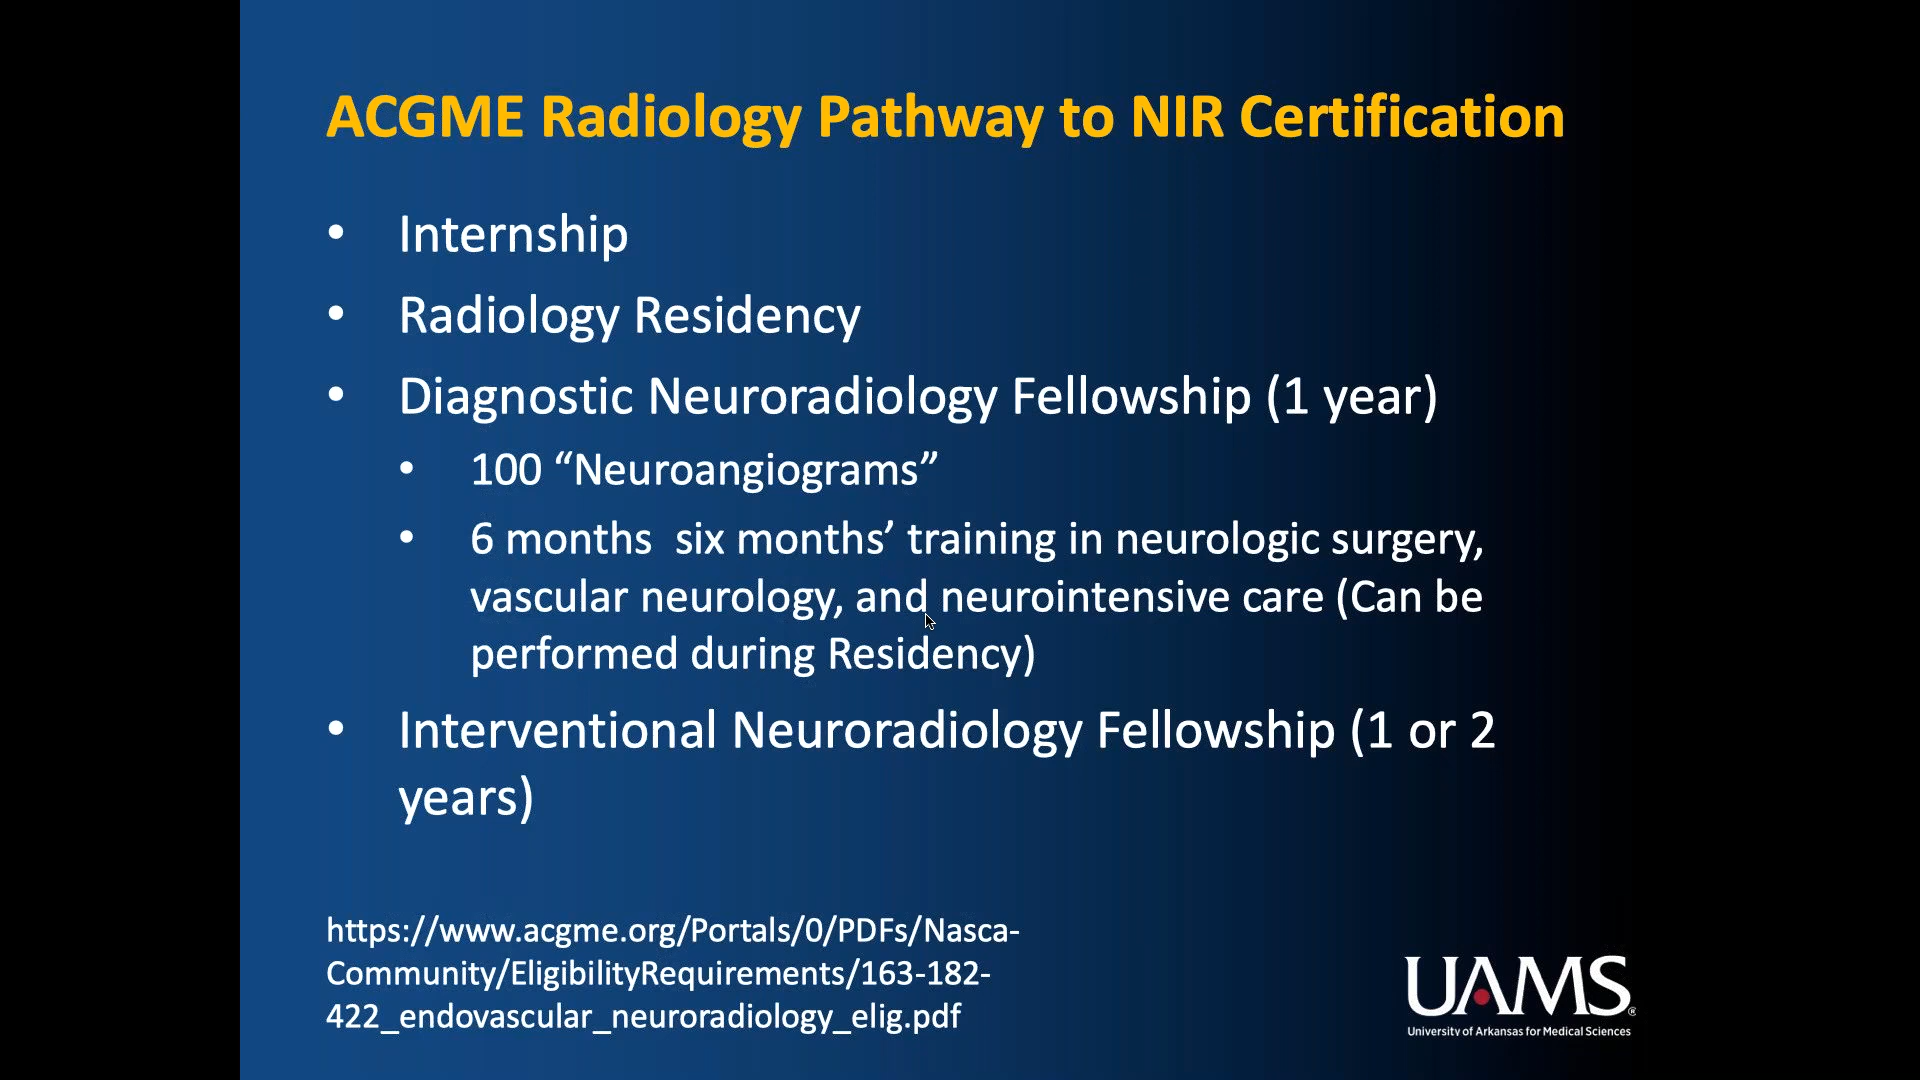 ACGME Radiology Pathway to NIR Certification
• Internship
• Radiology Residency
• Diagnostic Neuroradiology Fellowship (1 year)
• 100 “Neuroangiograms”
• 6 months  six months’ training in neurologic surgery,
vascular neurology, and neurointensive care (Can be
performed during Residency)
• Interventional Neuroradiology Fellowship (1 or 2
years)
https://www.acgme.org/Portals/0/PDFs/Nasca-
Community/EligibilityRequirements/163-182-
422_endovascular_neuroradiology_elig.pdf
UAMS®
University of Arkansas for Medical Sciences